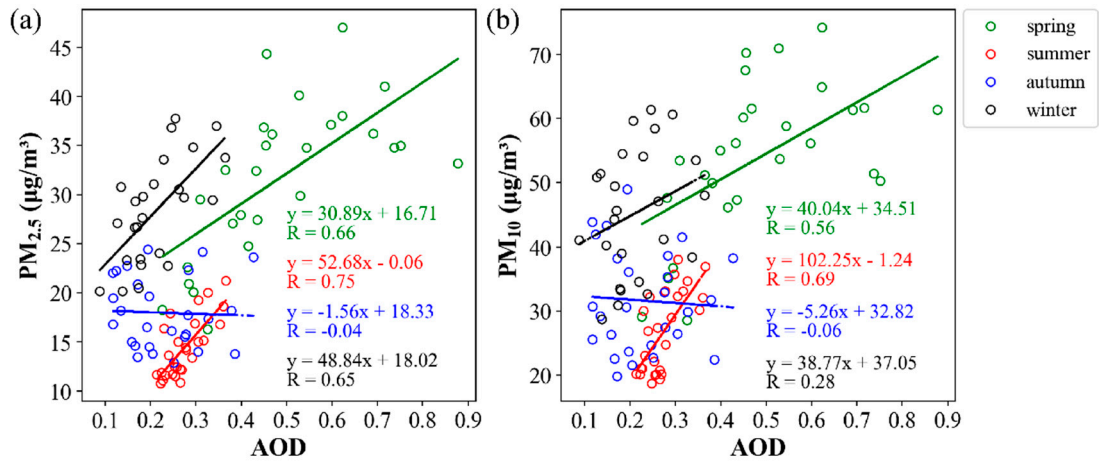 (a)
PM2.5 (μg/m³)
45
40
35
30
25
20
15
10
y = 30.89x + 16.71
R = 0.66
y = 52.68x - 0.06
R = 0.75
y = -1.56x + 18.33
R = -0.04
y = 48.84x + 18.02
R = 0.65
0.1 0.2 0.3 0.4 0.5 0.6 0.7 0.8 0.9
AOD
(b)
PM10 (μg/m³)
70
60
50
40
30
20
y = 40.04x + 34.51
R = 0.56
y = 102.25x - 1.24
R = 0.69
y = -5.26x + 32.82
R = -0.06
y = 38.77x + 37.05
R = 0.28
0.1 0.2 0.3 0.4 0.5 0.6 0.7 0.8 0.9
AOD
spring
summer
autumn
winter